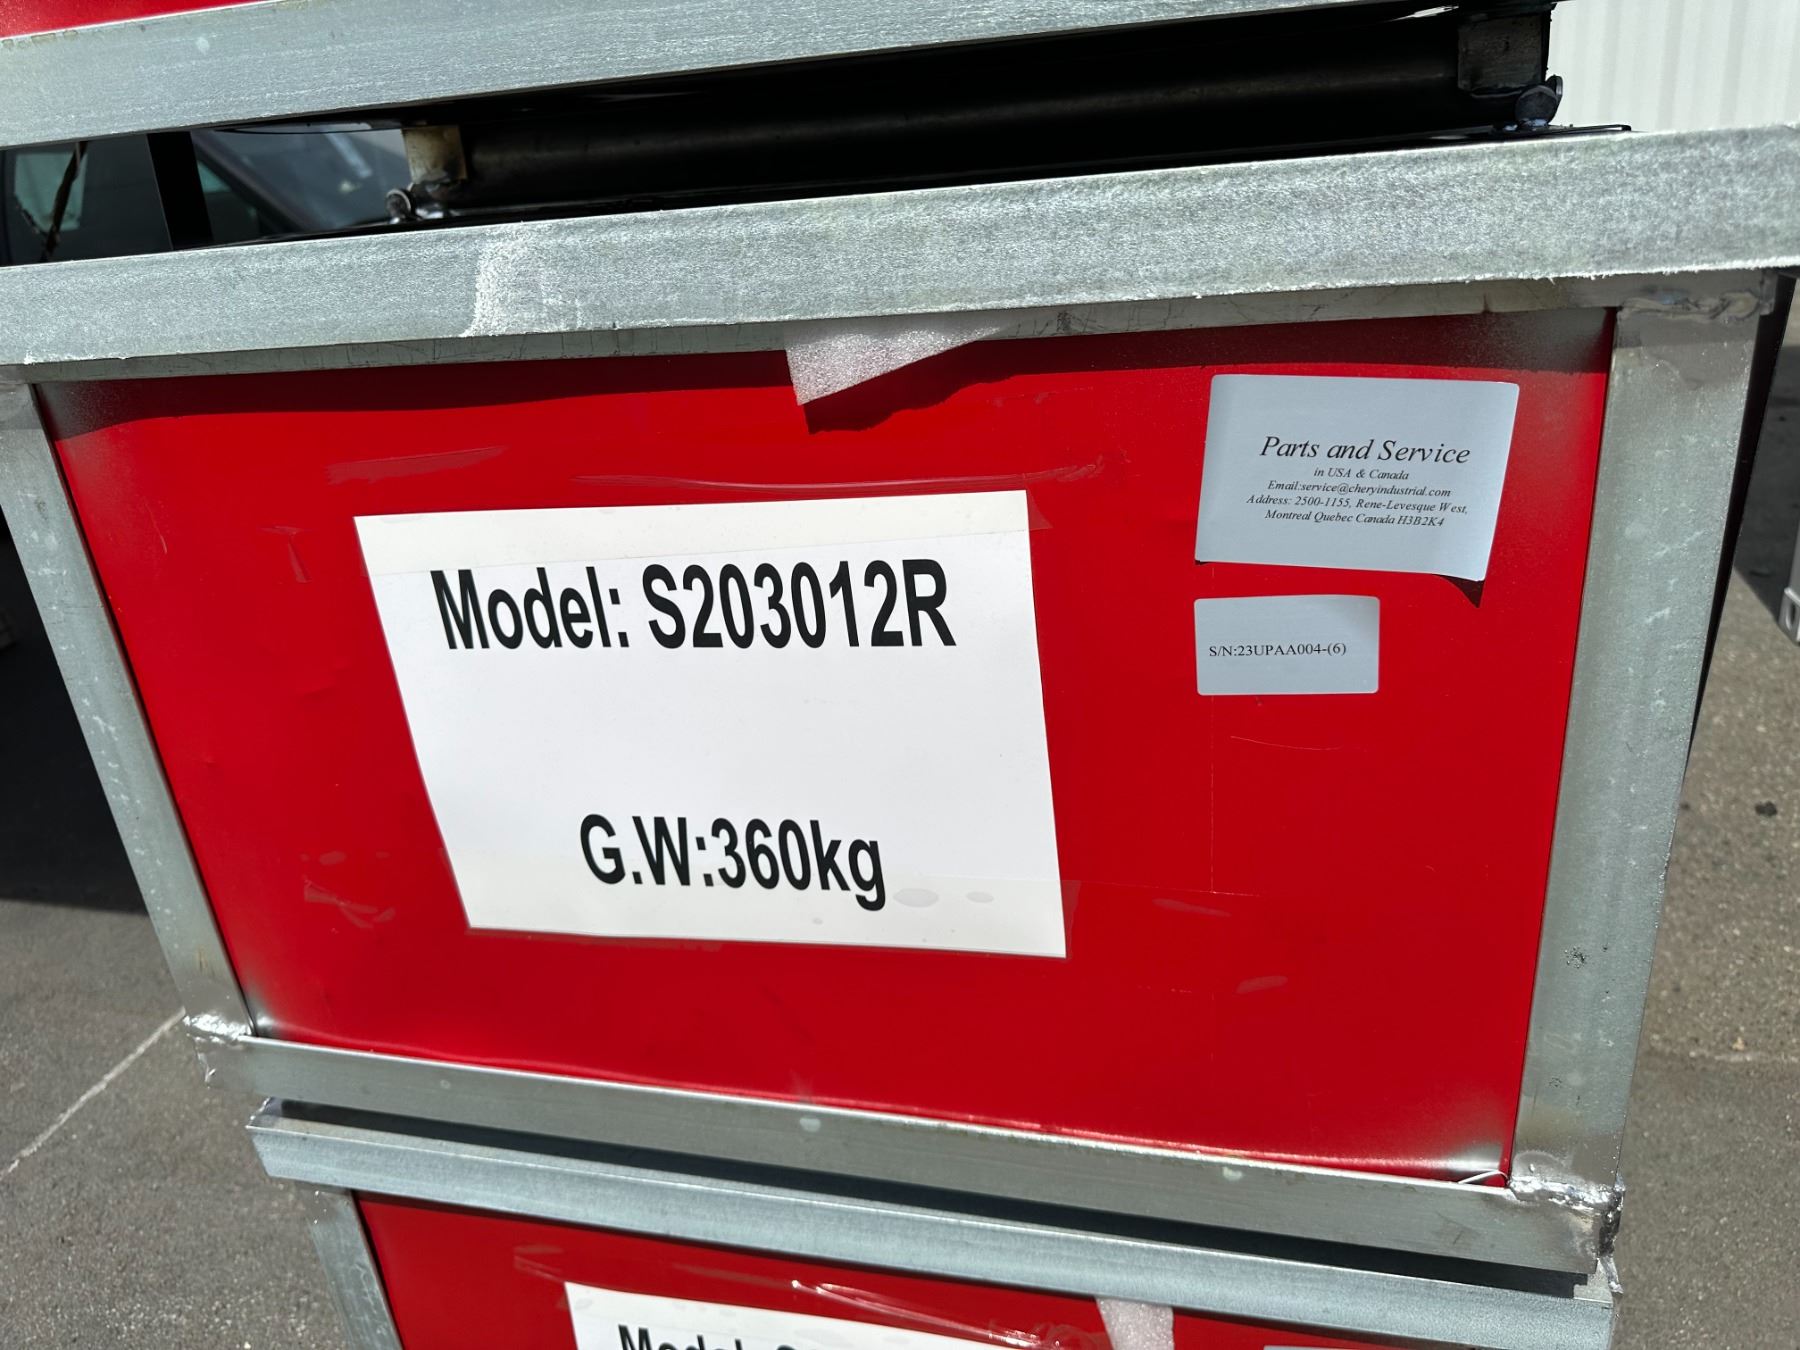 Parts and Service
in USA & Canada
Email:service@cheryindustrial.com
Address: 2500-1155, Rene-Levesque West,
Montreal Quebec Canada H3B2K4
Model: S203012R
S/N:23UPAA004-(6)
G.W:360kg
Model: